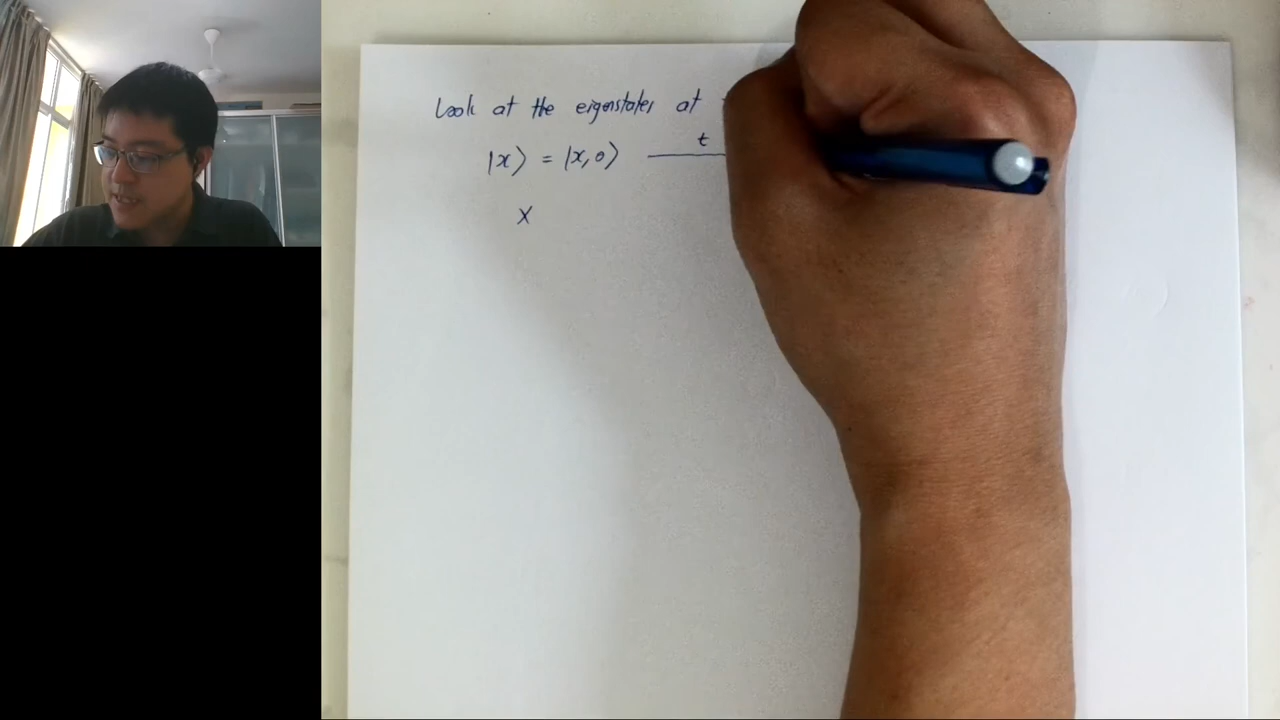 Look at the eigenstates at
|x⟩ = |x, 0⟩ —t—
X